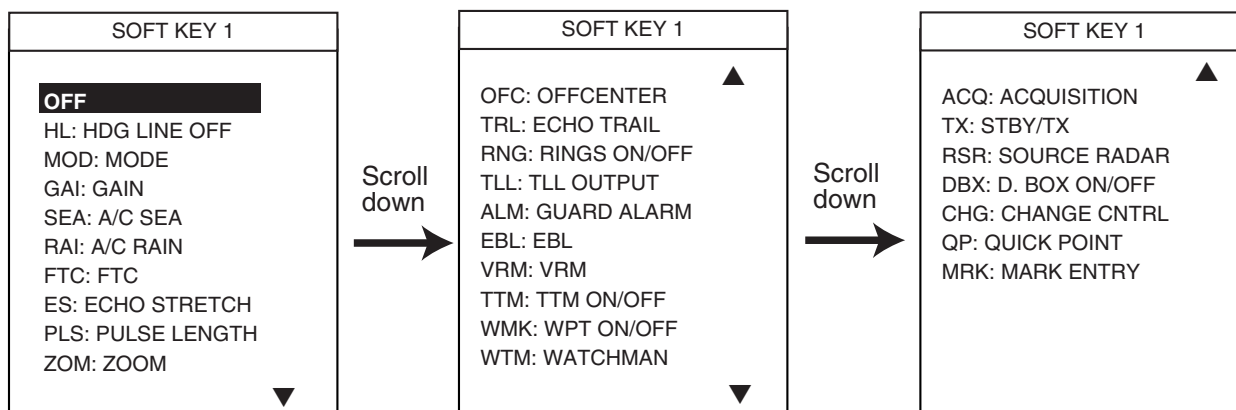 SOFT KEY 1
OFF
HL: HDG LINE OFF
MOD: MODE
GAI: GAIN
SEA: A/C SEA
RAI: A/C RAIN
FTC: FTC
ES: ECHO STRETCH
PLS: PULSE LENGTH
ZOM: ZOOM
Scroll
down
SOFT KEY 1
OFC: OFFCENTER
TRL: ECHO TRAIL
RNG: RINGS ON/OFF
TLL: TLL OUTPUT
ALM: GUARD ALARM
EBL: EBL
VRM: VRM
TTM: TTM ON/OFF
WMK: WPT ON/OFF
WTM: WATCHMAN
Scroll
down
SOFT KEY 1
ACQ: ACQUISITION
TX: STBY/TX
RSR: SOURCE RADAR
DBX: D. BOX ON/OFF
CHG: CHANGE CNTRL
QP: QUICK POINT
MRK: MARK ENTRY